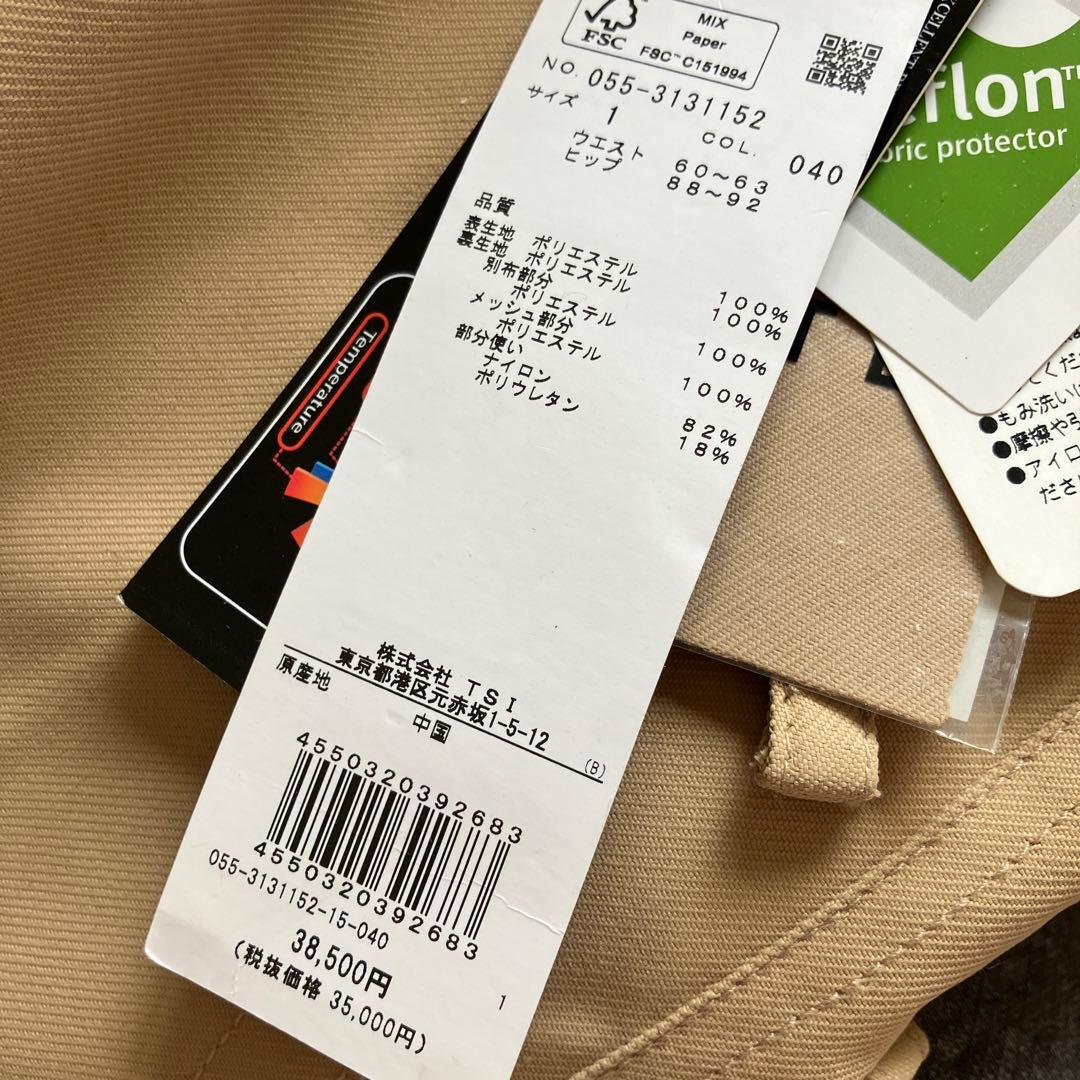 FSC
MIX
Paper
FSC™ C151994
NO. 055-3131152
サイズ 1 COL. 040
ウエスト 60～63
ヒップ 88～92
品質
表生地 ポリエステル 100%
裏生地 ポリエステル 100%
別布部分
ポリエステル 100%
メッシュ部分
ポリエステル 100%
部分使い
ナイロン 82%
ポリウレタン 18%
株式会社 TSI
東京都港区元赤坂1-5-12
原産地 中国
(B)
4550320392683
4550320392683
055-3131152-15-040
38,500円
(税抜価格 35,000円)
1
Temperature
flon™
protector
てくだ
●もみ洗い
●摩擦や引
●アイロ
ださい